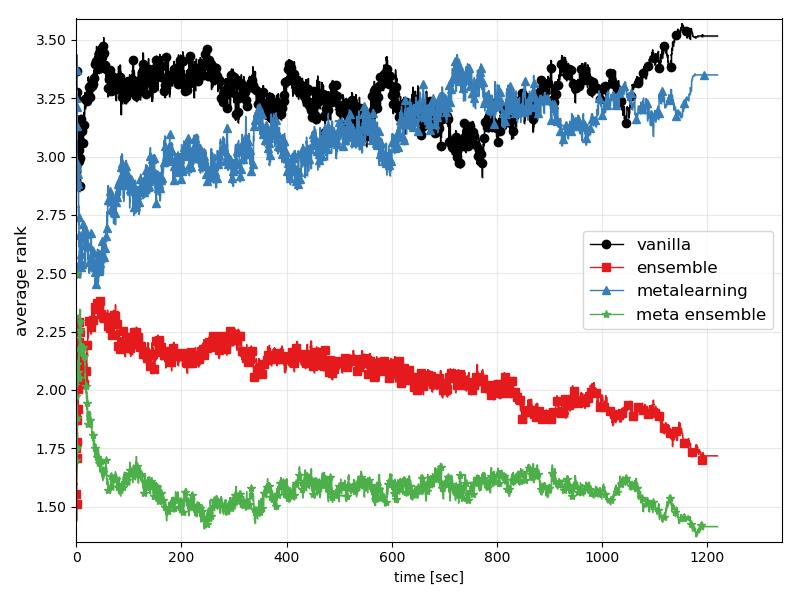 3.50
3.25
3.00
2.75
2.50
2.25
2.00
1.75
1.50
average rank
vanilla
ensemble
metalearning
meta ensemble
0 200 400 600 800 1000 1200
time [sec]